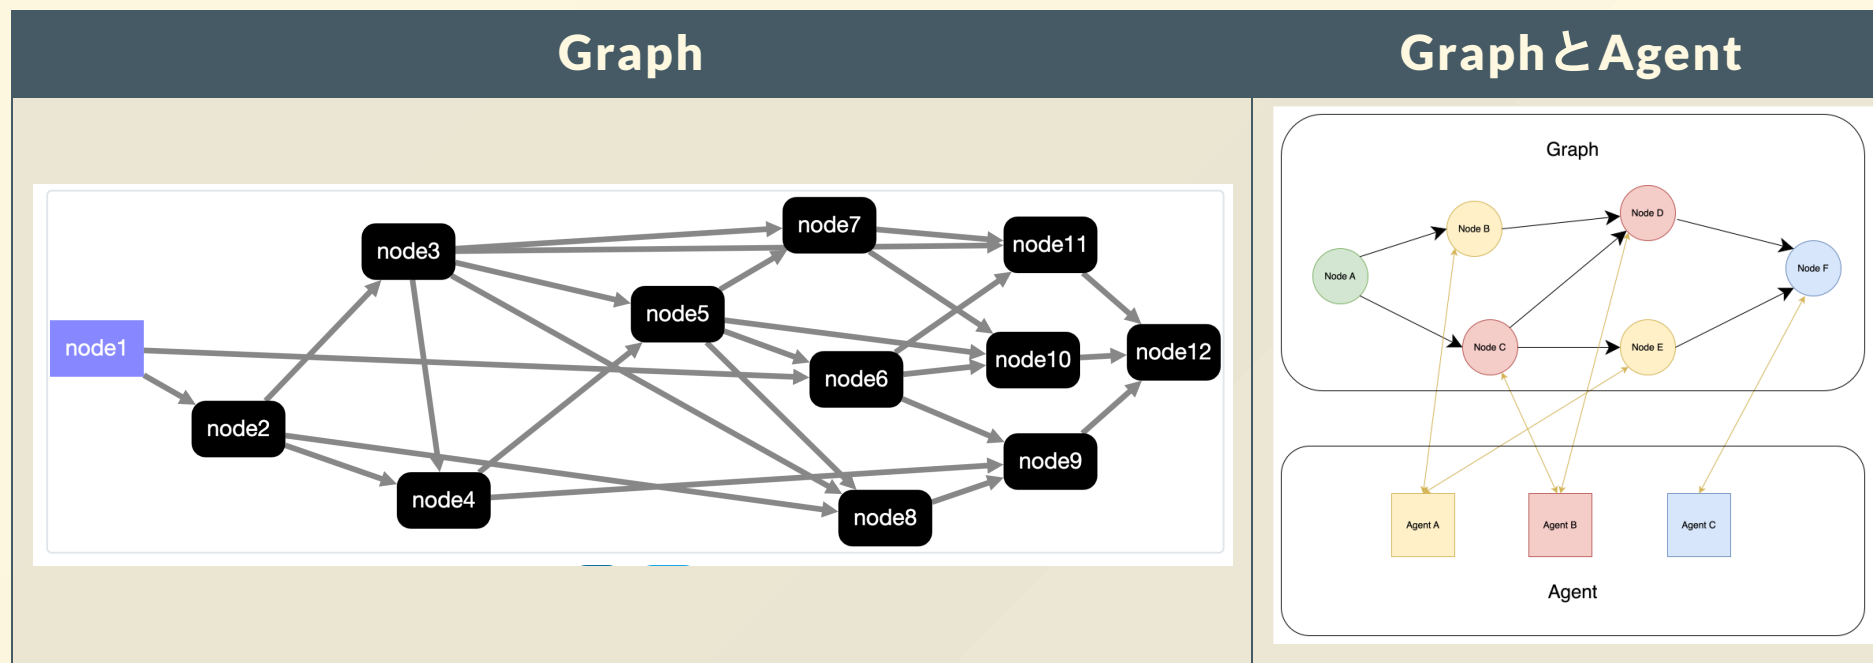 Graph
GraphとAgent
node7
node3
node11
node5
node1
node12
node10
node6
node2
node9
node4
node8
Graph
Node D
Node B
Node F
Node A
Node C
Node E
Agent A
Agent B
Agent C
Agent